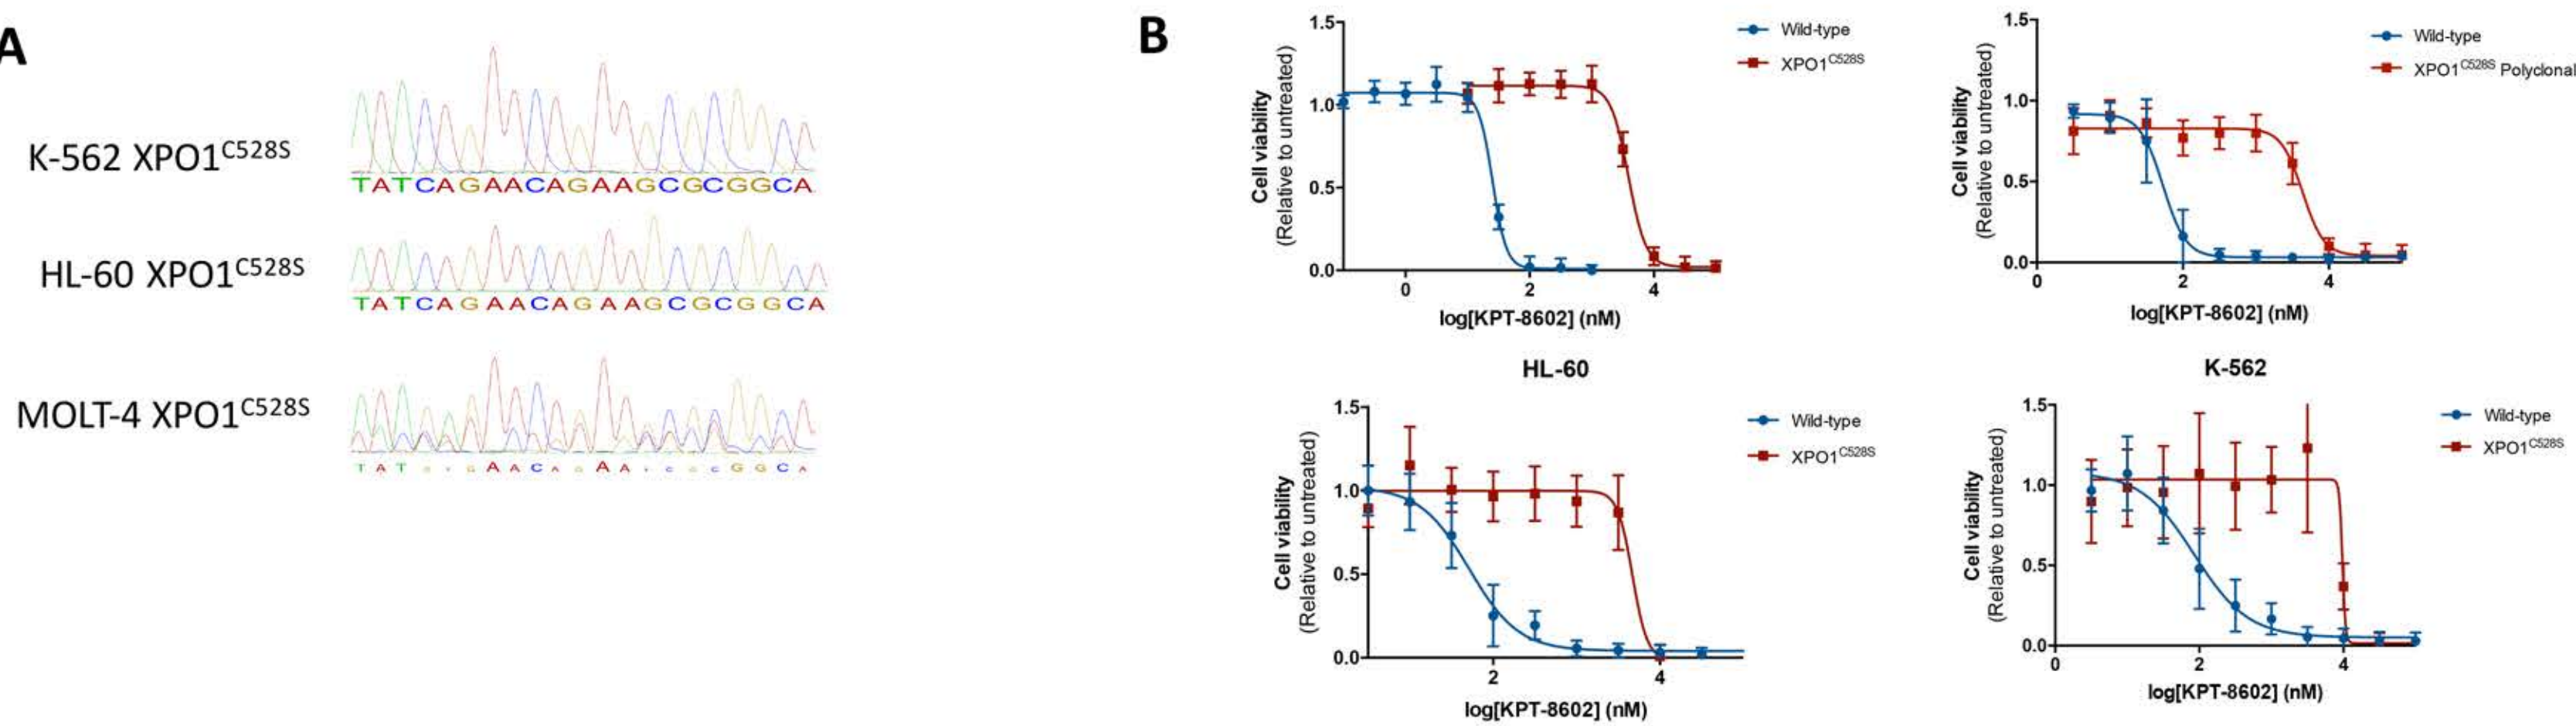 A
K-562 XPO1C528S
TATCAGAACAGAAGCGCGGCA
HL-60 XPO1C528S
TATCAGAACAGAAGCGCGGCA
MOLT-4 XPO1C528S
B
Cell viability
(Relative to untreated)
1.5
1.0
0.5
0.0
0 2 4
log[KPT-8602] (nM)
Wild-type
XPO1C528S
Cell viability
(Relative to untreated)
1.5
1.0
0.5
0.0
0 2 4
log[KPT-8602] (nM)
Wild-type
XPO1C528S Polyclonal
HL-60
Cell viability
(Relative to untreated)
1.5
1.0
0.5
0.0
2 4
log[KPT-8602] (nM)
Wild-type
XPO1C528S
K-562
Cell viability
(Relative to untreated)
1.5
1.0
0.5
0.0
0 2 4
log[KPT-8602] (nM)
Wild-type
XPO1C528S